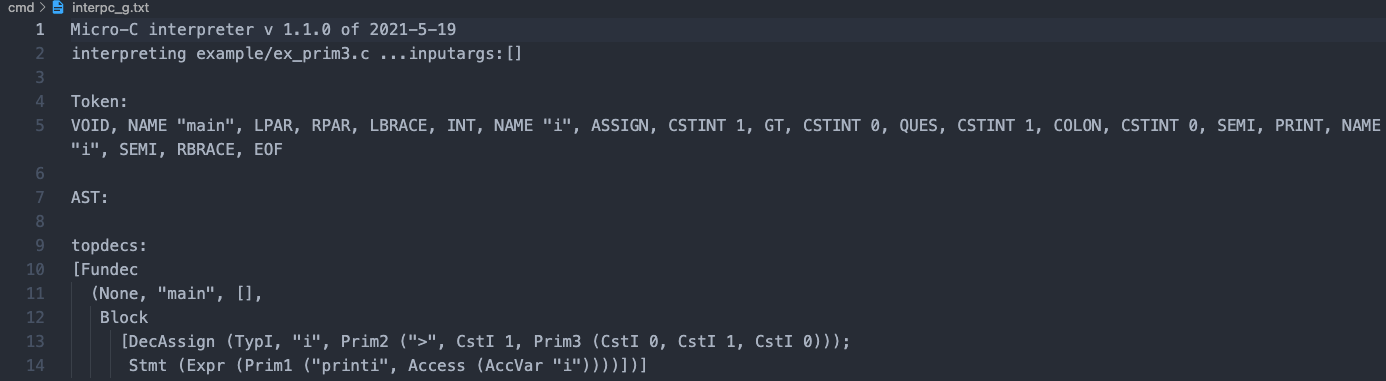 cmd > interpc_g.txt
1 Micro-C interpreter v 1.1.0 of 2021-5-19
2 interpreting example/ex_prim3.c ...inputargs:[]
3
4 Token:
5 VOID, NAME "main", LPAR, RPAR, LBRACE, INT, NAME "i", ASSIGN, CSTINT 1, GT, CSTINT 0, QUES, CSTINT 1, COLON, CSTINT 0, SEMI, PRINT, NAME
"i", SEMI, RBRACE, EOF
6
7 AST:
8
9 topdecs:
10 [Fundec
11 (None, "main", [],
12 Block
13 [DecAssign (TypI, "i", Prim2 (">", CstI 1, Prim3 (CstI 0, CstI 1, CstI 0)));
14 Stmt (Expr (Prim1 ("printi", Access (AccVar "i"))))])]